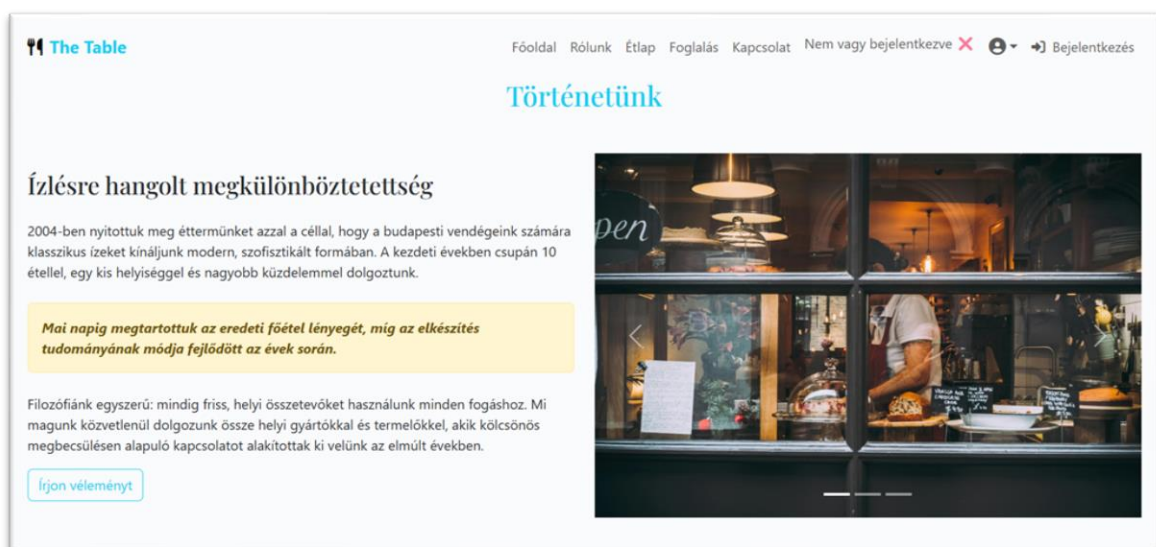 The Table
Főoldal Rólunk Étlap Foglalás Kapcsolat Nem vagy bejelentkezve ❌ Bejelentkezés
Történetünk
Ízlésre hangolt megkülönböztetettség
2004-ben nyitottuk meg éttermünket azzal a céllal, hogy a budapesti vendégeink számára
klasszikus ízeket kínáljunk modern, szofisztikált formában. A kezdeti években csupán 10
étellel, egy kis helyiséggel és nagyobb küzdelemmel dolgoztunk.
Mai napig megtartottuk az eredeti főétel lényegét, míg az elkészítés
tudományának módja fejlődött az évek során.
Filozófiánk egyszerű: mindig friss, helyi összetevőket használunk minden fogáshoz. Mi
magunk közvetlenül dolgozunk össze helyi gyártókkal és termelőkkel, akik kölcsönös
megbecsülésen alapuló kapcsolatot alakítottak ki velünk az elmúlt években.
Írjon véleményt
pen